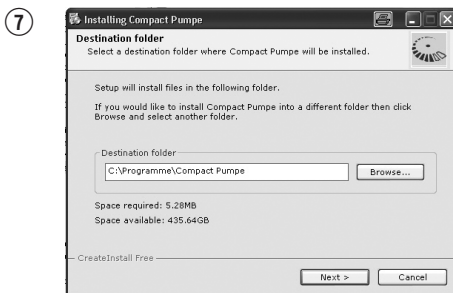 7
Installing Compact Pumpe
Destination folder
Select a destination folder where Compact Pumpe will be installed.
Setup will install files in the following folder.
If you would like to install Compact Pumpe into a different folder then click
Browse and select another folder.
Destination folder
C:\Programme\Compact Pumpe
Browse...
Space required: 5.28MB
Space available: 435.64GB
CreateInstall Free
Next >
Cancel